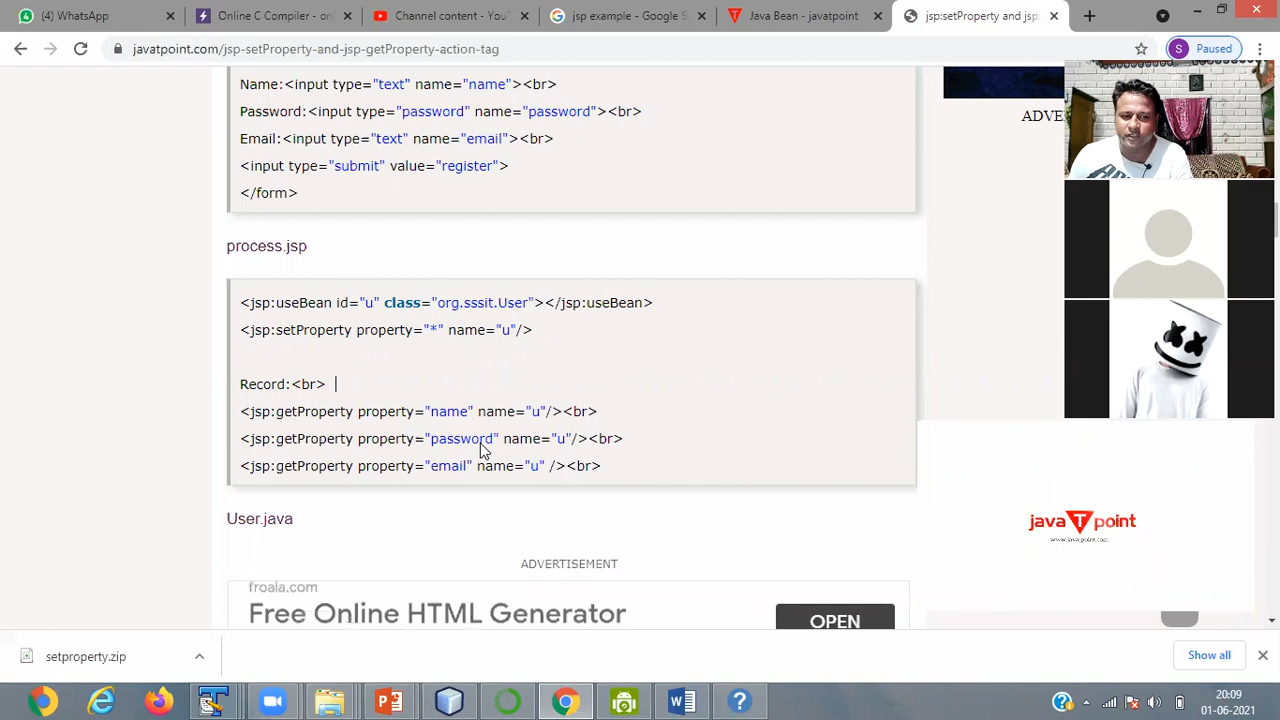 (4) WhatsApp
Online C Compiler - or
Channel content - You
jsp example - Google S
Java Bean - javatpoint
jsp:setProperty and jsp
javatpoint.com/jsp-setProperty-and-jsp-getProperty-action-tag
S
Paused
Name:<input type="text" name="name"><br>
Password:<inputtype="password" name="password"><br>
Email:<input type="text" name="email"><br>
<input type="submit" value="register">
</form>
ADVE
process.jsp
<jsp:useBean id="u" class="org.sssit.User"></jsp:useBean>
<jsp:setProperty property="*" name="u"/>
Record:<br>
<jsp:getProperty property="name" name="u"/><br>
<jsp:getProperty property="password" name="u"/><br>
<jsp:getProperty property="email" name="u" /><br>
User.java
java T point
www.javatpoint.com
ADVERTISEMENT
froala.com
Free Online HTML Generator
OPEN
setproperty.zip
Show all
20:09
01-06-2021